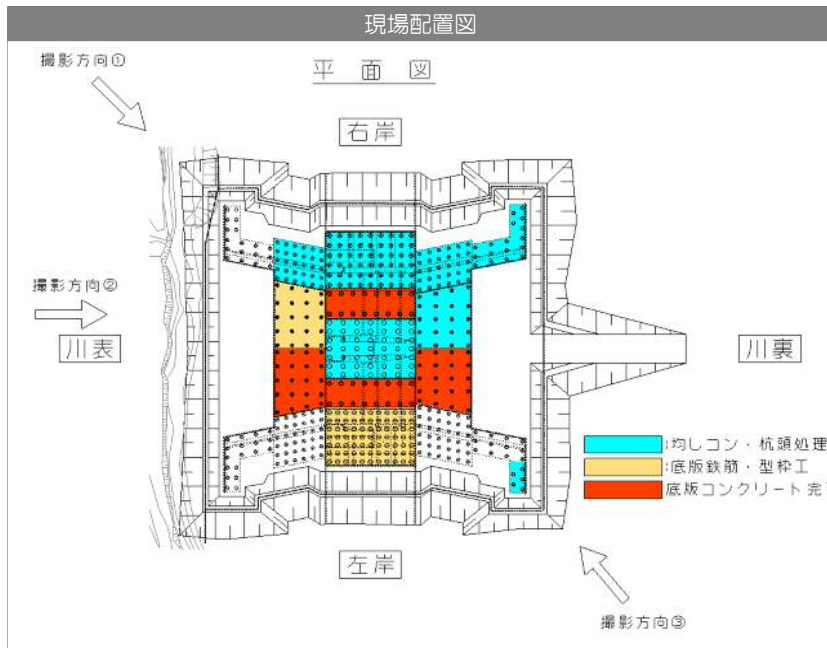 現場配置図
撮影方向①
平面図
右岸
撮影方向②
川表
川裏
:均しコン・杭頭処理
:底版鉄筋・型枠工
底版コンクリート完
左岸
撮影方向③